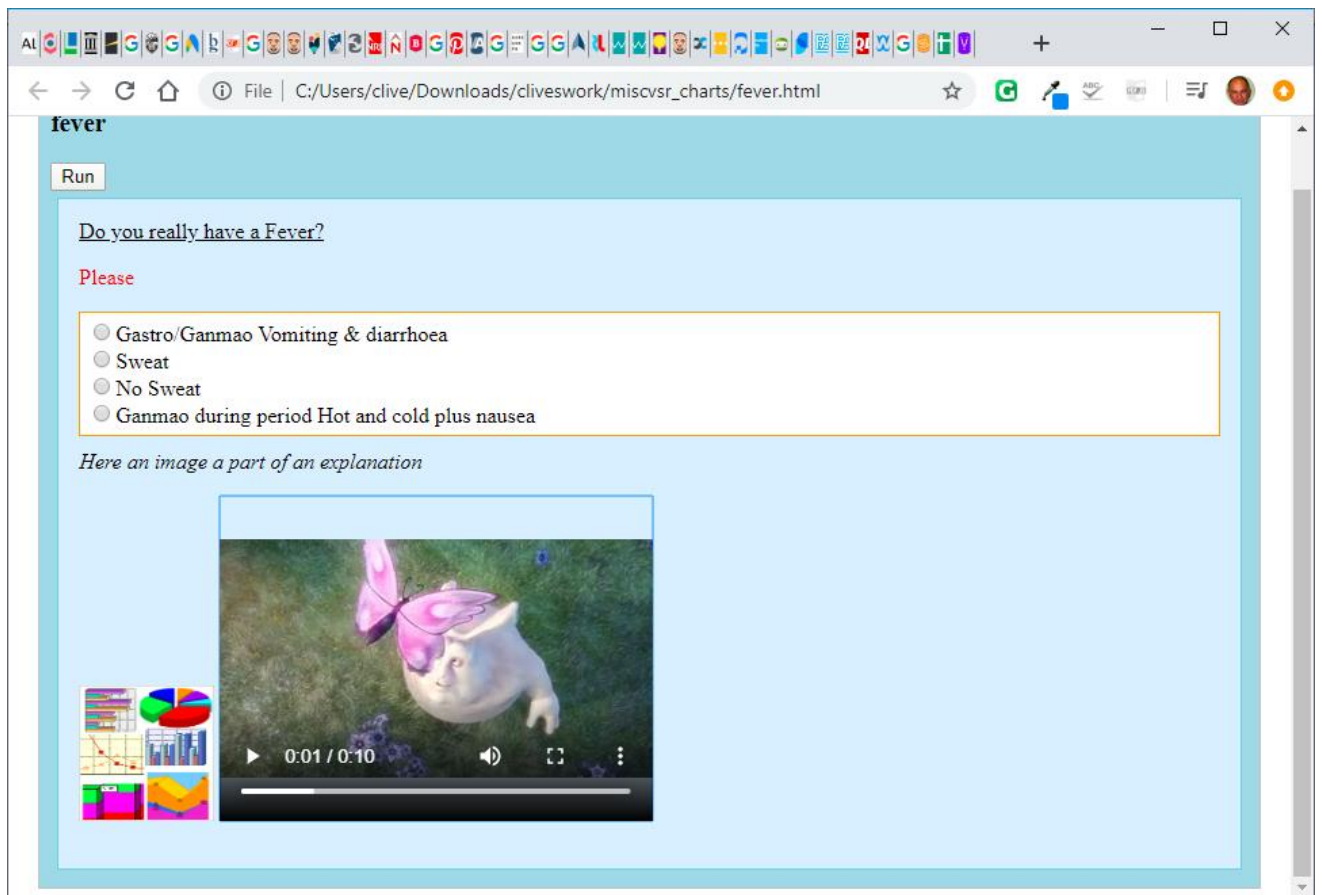 File | C:/Users/clive/Downloads/cliveswork/miscvsr_charts/fever.html
fever
Run
Do you really have a Fever?
Please
Gastro/Ganmao Vomiting & diarrhoea
Sweat
No Sweat
Ganmao during period Hot and cold plus nausea
Here an image a part of an explanation
0:01 / 0:10